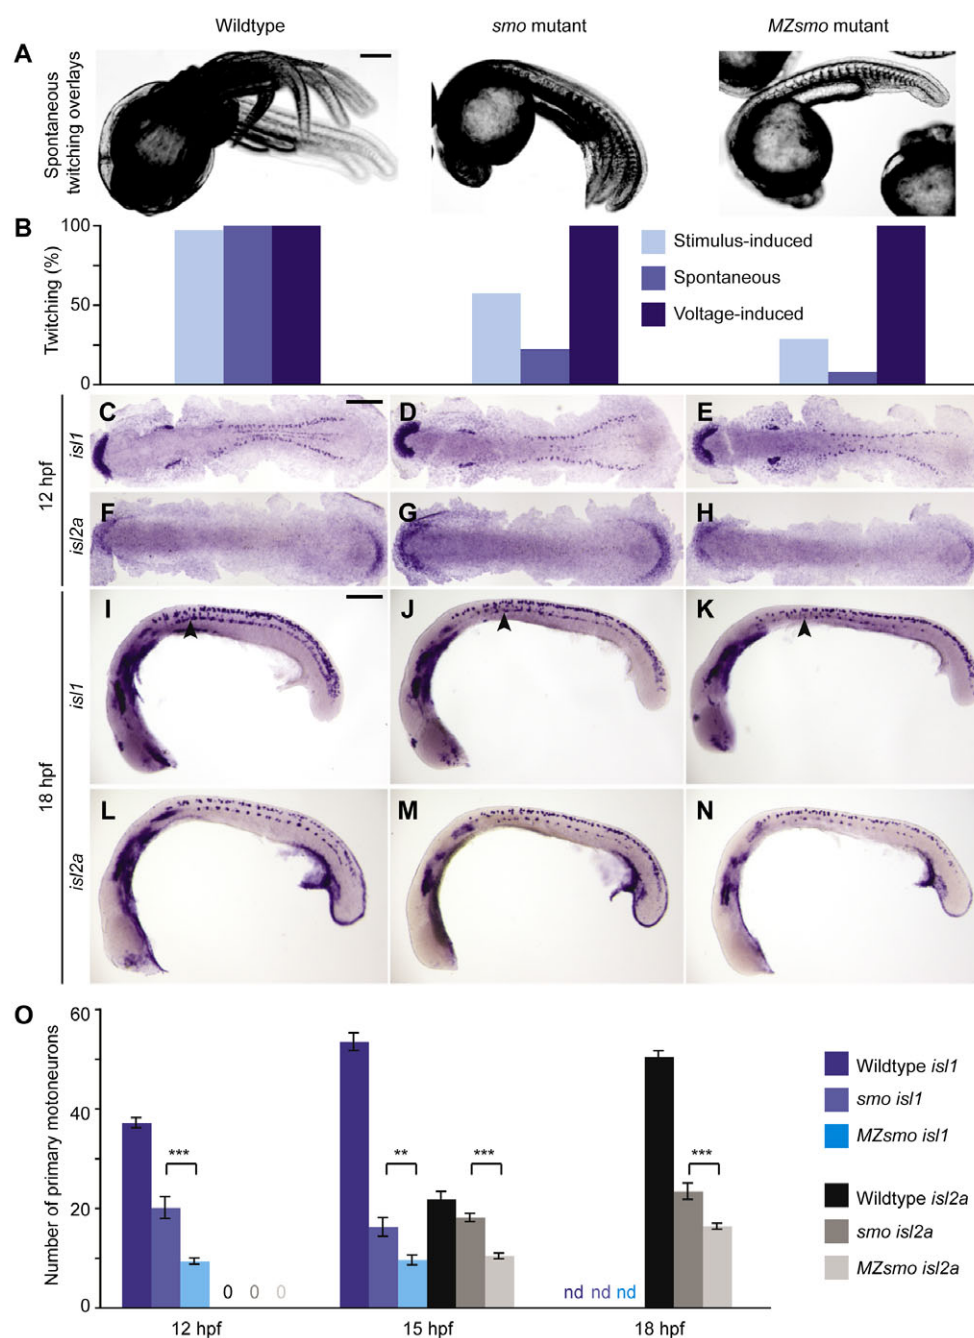 Wildtype
smo mutant
MZsmo mutant
A
Spontaneous
twitching overlays
B
Twitching (%)
100
50
0
Stimulus-induced
Spontaneous
Voltage-induced
12 hpf
isl1
C
D
E
isl2a
F
G
H
18 hpf
isl1
I
J
K
isl2a
L
M
N
O
Number of primary motoneurons
60
40
20
0
***
0 0 0
**
***
nd nd nd
***
12 hpf
15 hpf
18 hpf
Wildtype isl1
smo isl1
MZsmo isl1
Wildtype isl2a
smo isl2a
MZsmo isl2a